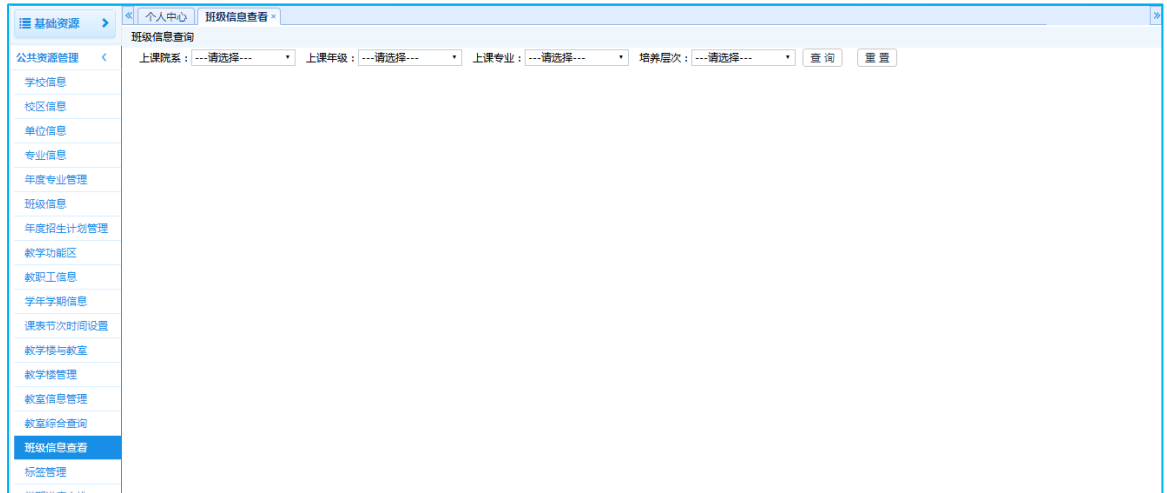 基础资源
个人中心 班级信息查看
班级信息查询
公共资源管理
上课院系：---请选择--- 上课年级：---请选择--- 上课专业：---请选择--- 培养层次：---请选择--- 查 询 重 置
学校信息
校区信息
单位信息
专业信息
年度专业管理
班级信息
年度招生计划管理
教学功能区
教职工信息
学年学期信息
课表节次时间设置
教学楼与教室
教学楼管理
教室信息管理
教室综合查询
班级信息查看
标签管理